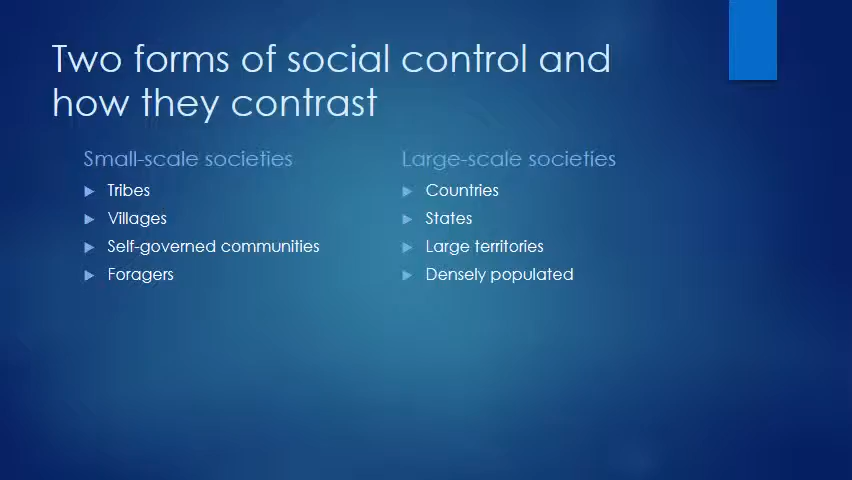 Two forms of social control and
how they contrast
Small-scale societies
Tribes
Villages
Self-governed communities
Foragers
Large-scale societies
Countries
States
Large territories
Densely populated